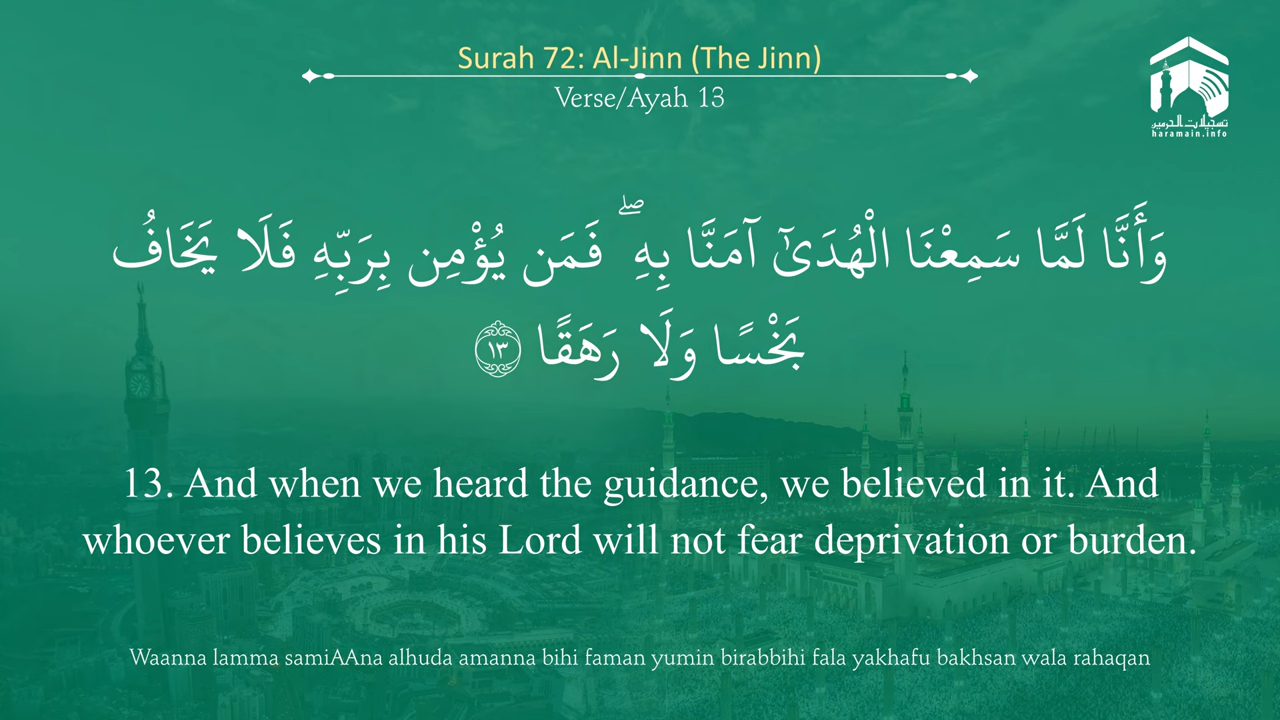 Surah 72: Al-Jinn (The Jinn)
Verse/Ayah 13
تسجيلات الحرمين
haramain.info
وَأَنَّا لَمَّا سَمِعْنَا الْهُدَىٰٓ آمَنَّا بِهِ ۖ فَمَن يُؤْمِن بِرَبِّهِ فَلَا يَخَافُ
بَخْسًا وَلَا رَهَقًا ١٣
13. And when we heard the guidance, we believed in it. And
whoever believes in his Lord will not fear deprivation or burden.
Waanna lamma samiAAna alhuda amanna bihi faman yumin birabbihi fala yakhafu bakhsan wala rahaqan